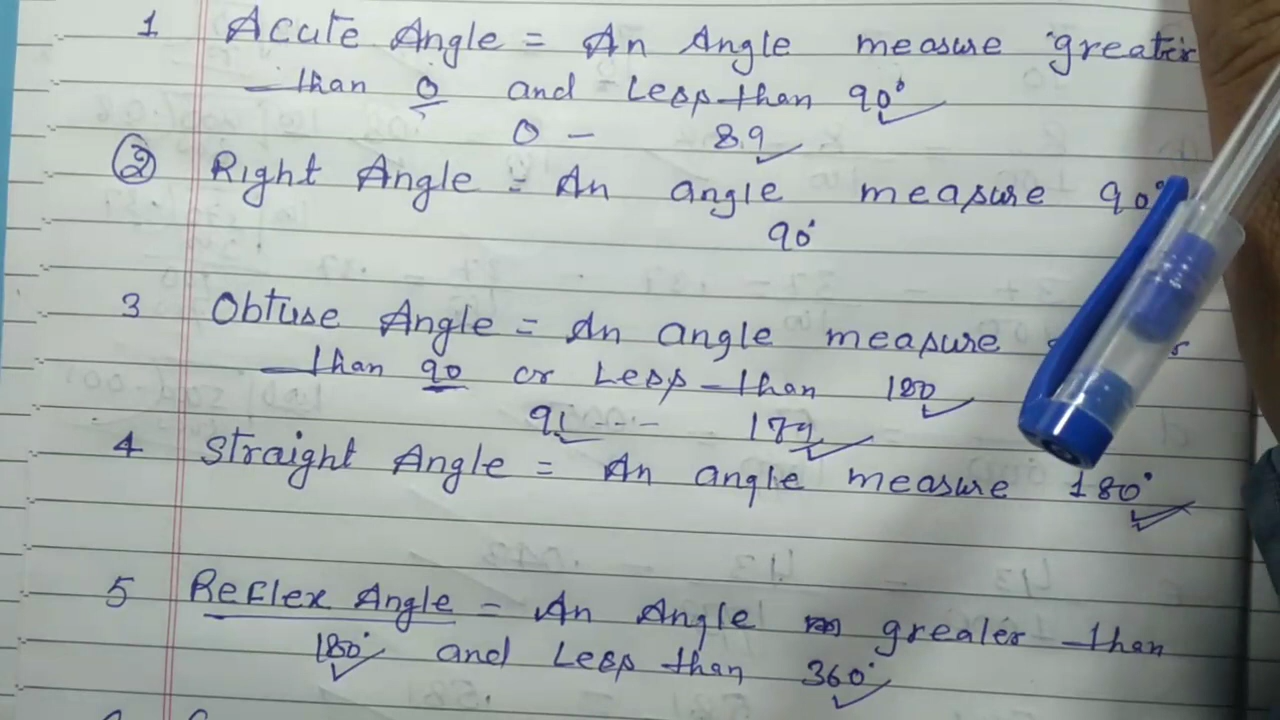 1 Acute Angle = An Angle measure greater
than 0 and Less than 90°
0 - 89
2 Right Angle = An angle measure 90°
90°
3 Obtuse Angle = An angle measure
than 90 or Less than 180
91 ---- 179
4 Straight Angle = An angle measure 180°
5 Reflex Angle = An Angle greater than
180° and Less than 360°